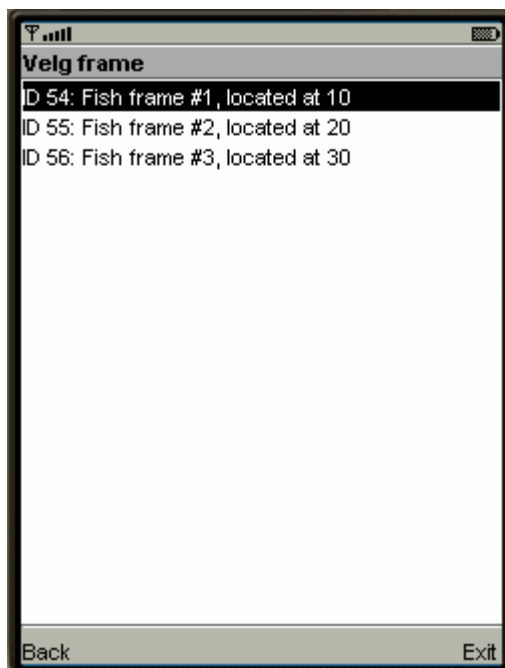 Velg frame
ID 54: Fish frame #1, located at 10
ID 55: Fish frame #2, located at 20
ID 56: Fish frame #3, located at 30
Back Exit